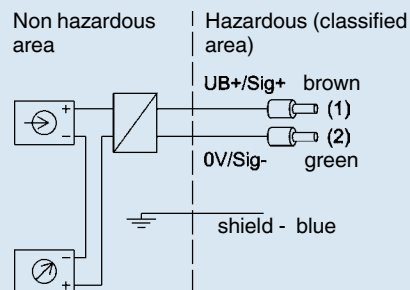 Non hazardous
area
Hazardous (classified
area)
UB+/Sig+ brown
+
(1)
−
(2)
0V/Sig- green
shield - blue
−
+